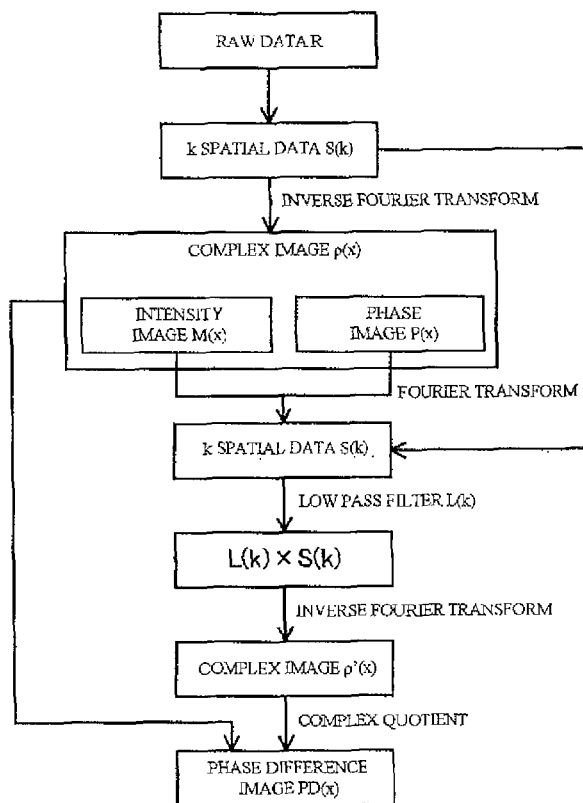 RAW DATA R
k SPATIAL DATA S(k)
INVERSE FOURIER TRANSFORM
COMPLEX IMAGE ρ(x)
INTENSITY
IMAGE M(x)
PHASE
IMAGE P(x)
FOURIER TRANSFORM
k SPATIAL DATA S(k)
LOW PASS FILTER L(k)
L(k) × S(k)
INVERSE FOURIER TRANSFORM
COMPLEX IMAGE ρ'(x)
COMPLEX QUOTIENT
PHASE DIFFERENCE
IMAGE PD(x)